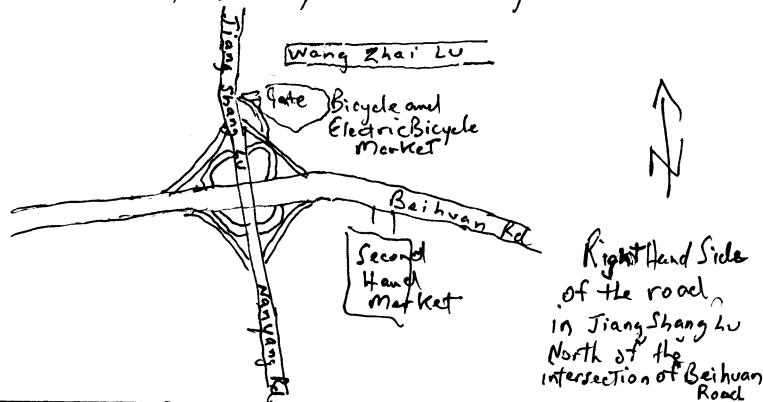 Jiang Shang Lu
Wang Zhai Lu
Gate
Bicycle and
Electric Bicycle
Market
N
Beihuan Rd
Second
Hand
Market
Nanyang Rd
Right Hand Side
of the road
in Jiang Shang Lu
North of the
intersection of Beihuan
Road